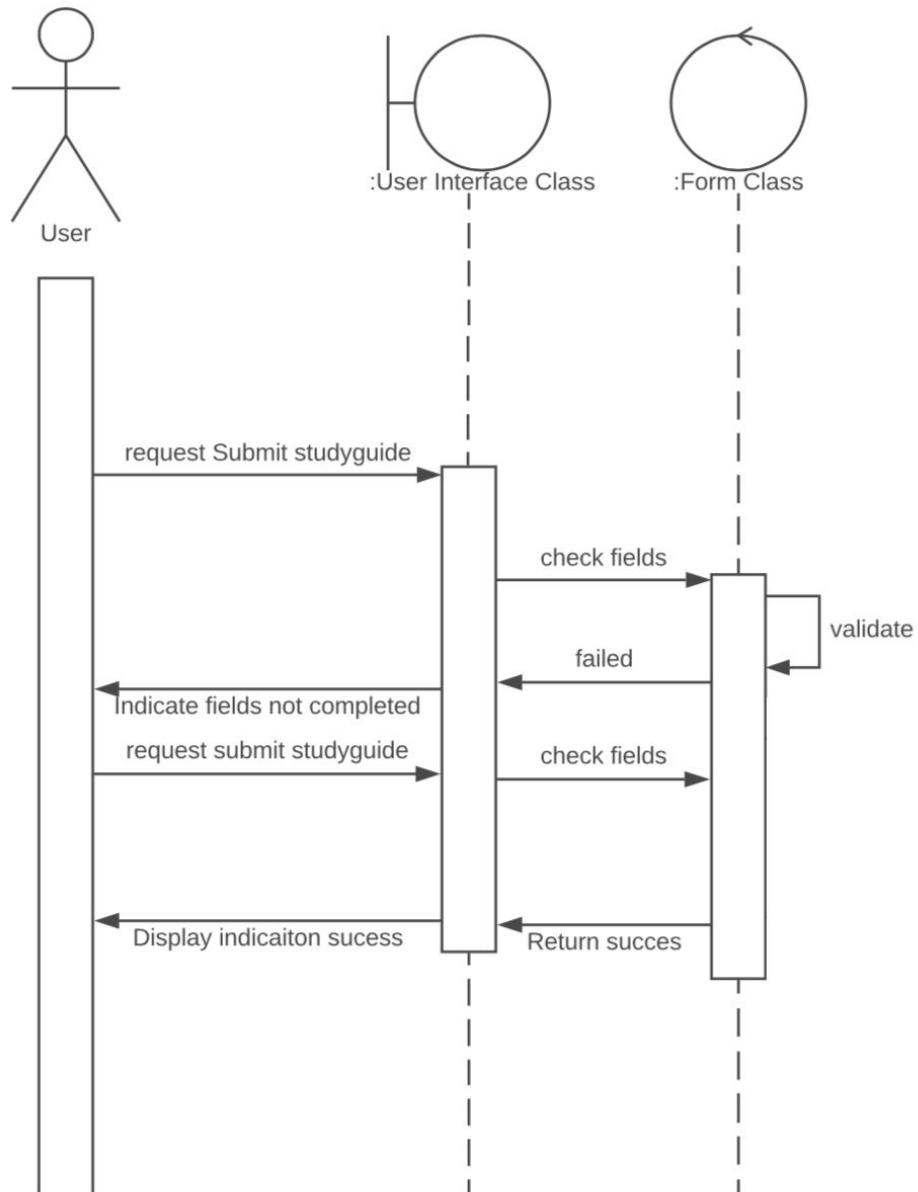 :User Interface Class
:Form Class
User
request Submit studyguide
check fields
validate
failed
Indicate fields not completed
request submit studyguide
check fields
Display indicaiton sucess
Return succes